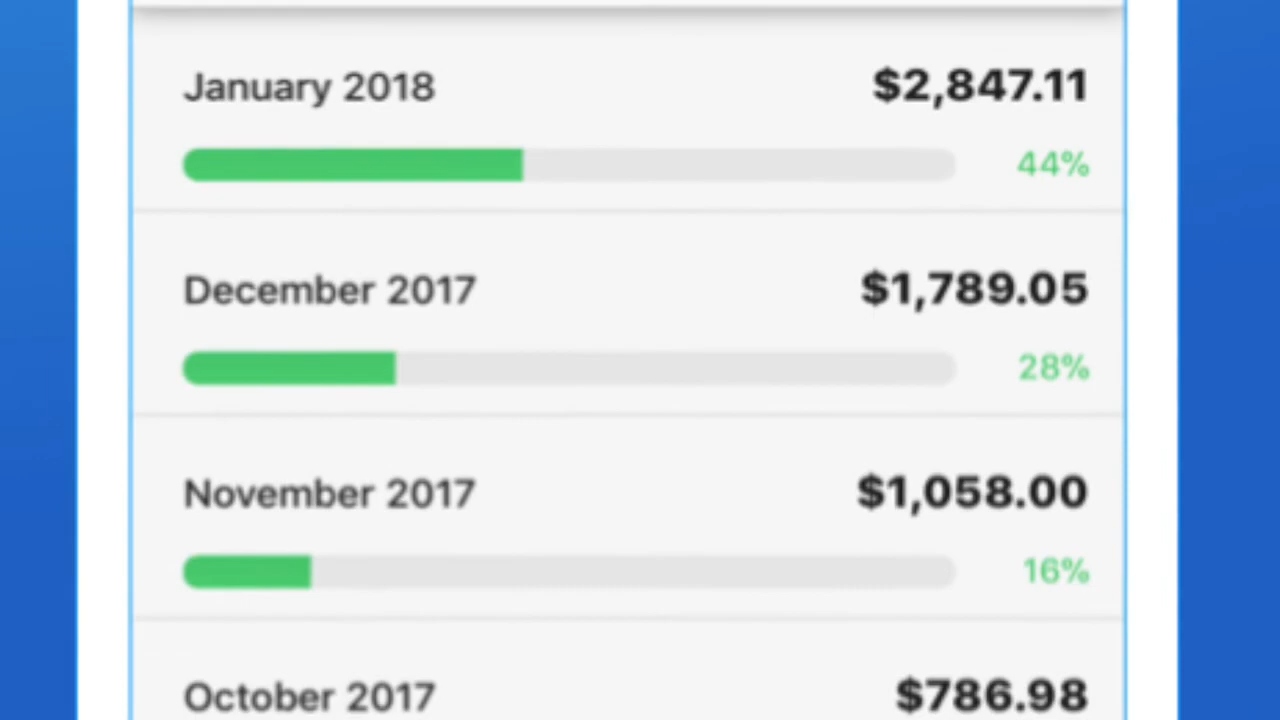 January 2018 $2,847.11
44%
December 2017 $1,789.05
28%
November 2017 $1,058.00
16%
October 2017 $786.98